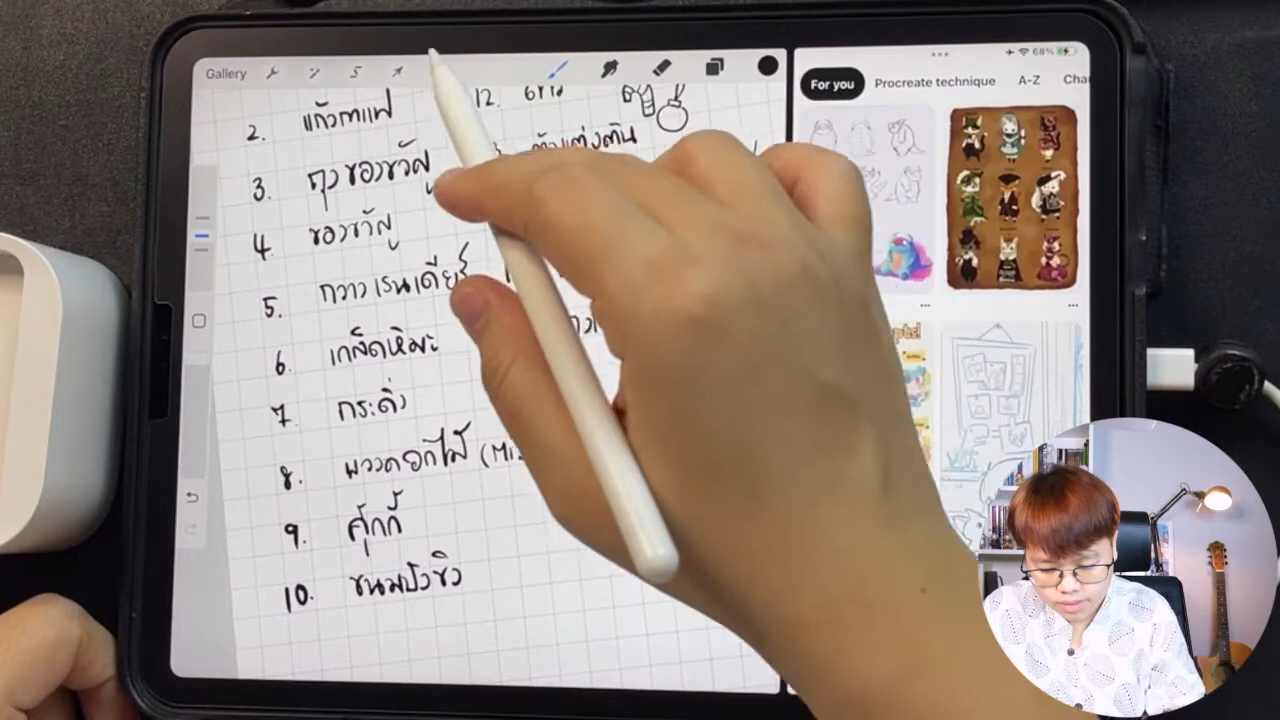 Gallery
68%
For you Procreate technique A-Z
2. แก้วกาแฟ
12.
3. ถุงของขวัญ
4. ของขวัญ
5. กวางเรนเดียร์
6. เกล็ดหิมะ
7. กระดิ่ง
8. พวงดอกไม้
9. คุ้กกี้
10. ขนมปังขิง